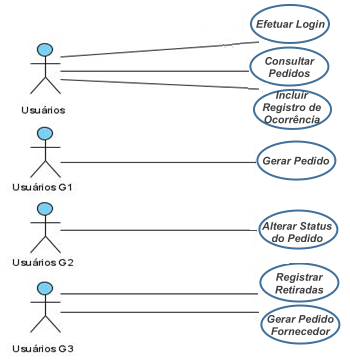 Efetuar Login
Consultar
Pedidos
Usuários
Incluir
Registro de
Ocorrência
Gerar Pedido
Usuários G1
Alterar Status
do Pedido
Usuários G2
Registrar
Retiradas
Gerar Pedido
Fornecedor
Usuários G3